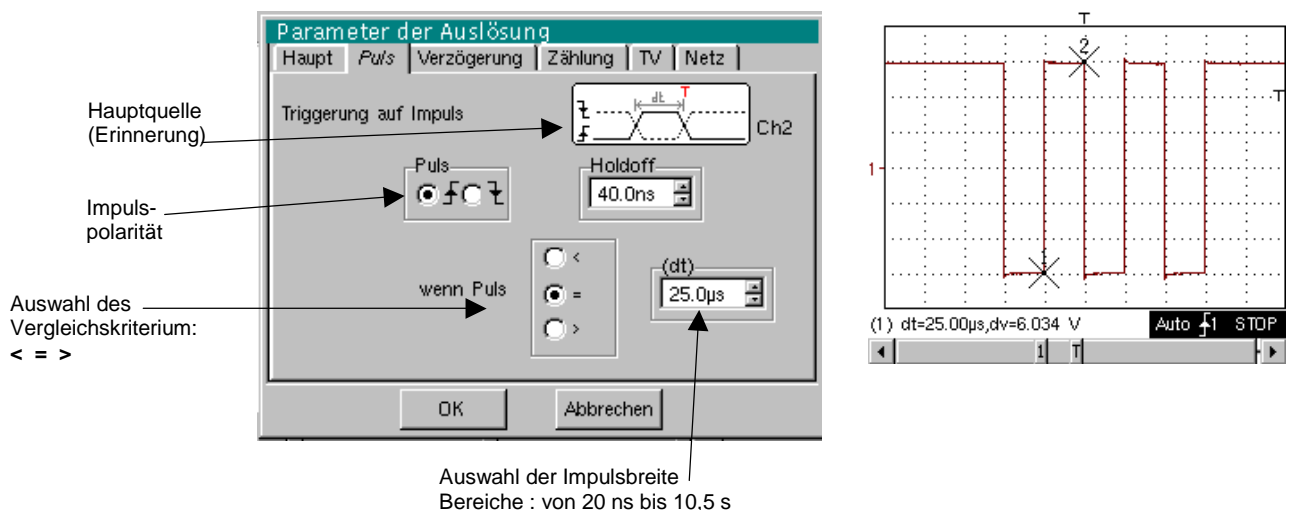 Parameter der Auslösung
Haupt Puls Verzögerung Zählung TV Netz
Hauptquelle
(Erinnerung)
Triggerung auf Impuls
dt T
Ch2
Puls
Holdoff
40.0ns
Impuls-
polarität
wenn Puls
<
=
>
(dt)
25.0µs
Auswahl des
Vergleichskriterium:
< = >
OK Abbrechen
Auswahl der Impulsbreite
Bereiche : von 20 ns bis 10,5 s
T
2
T
1-
1
(1) dt=25.00µs,dv=6.034 V Auto 1 STOP
1 T